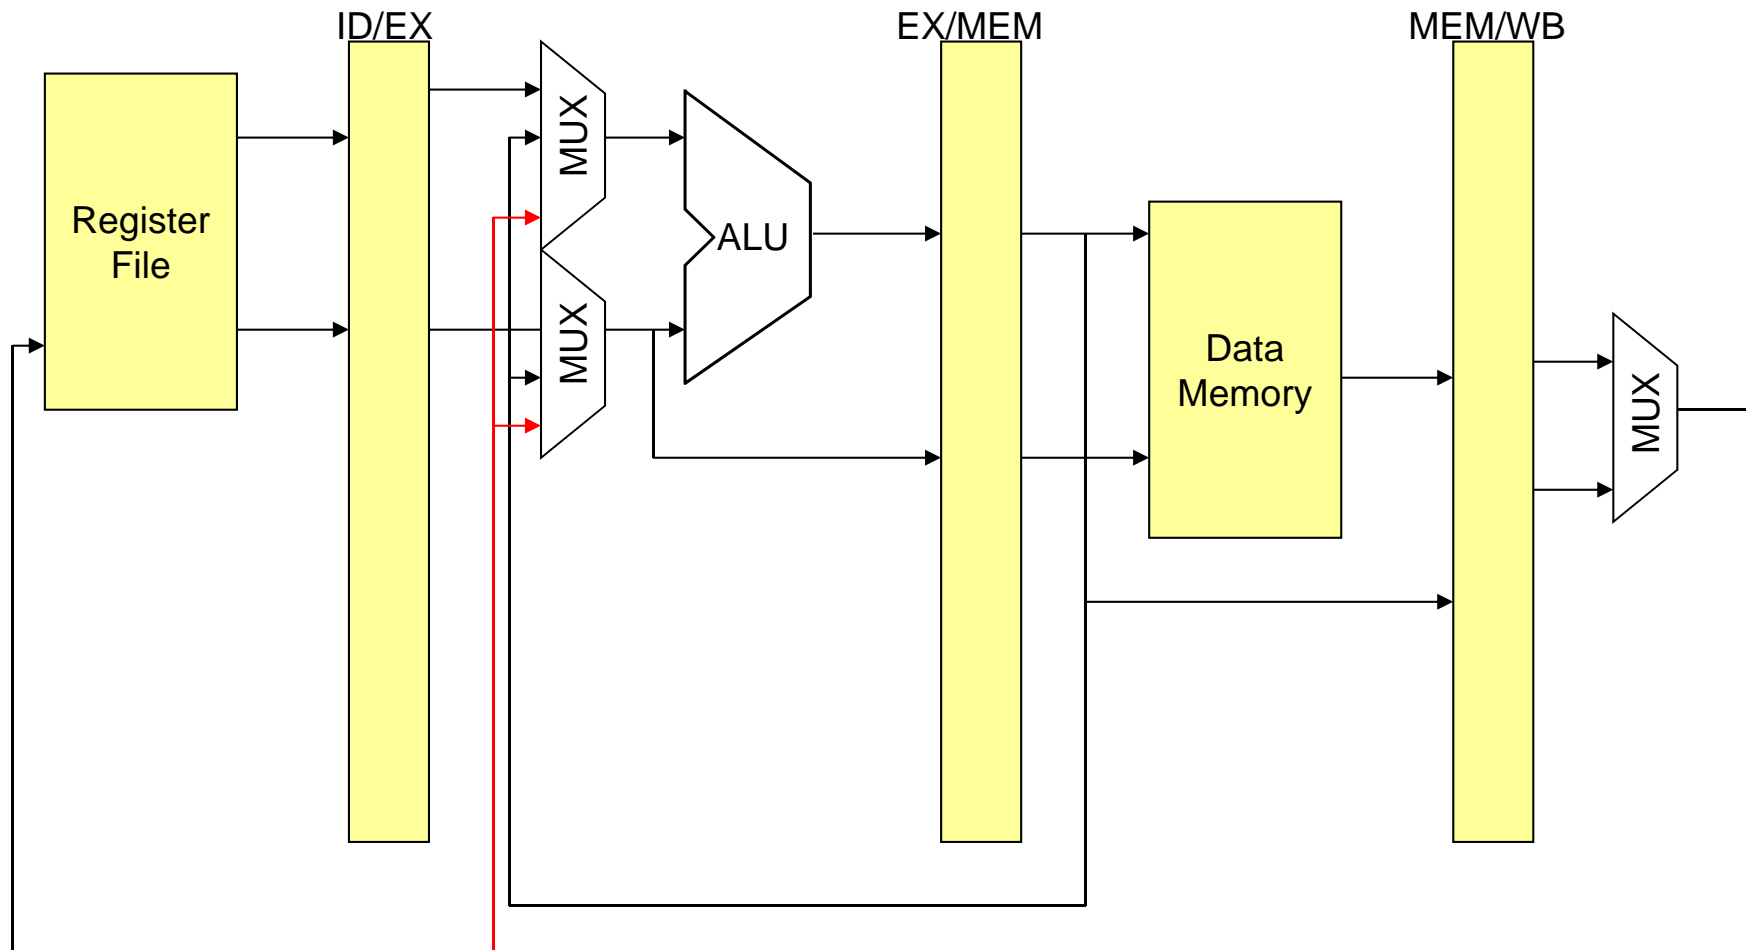 ID/EX
EX/MEM
MEM/WB
MUX
Register
File
ALU
MUX
Data
Memory
MUX